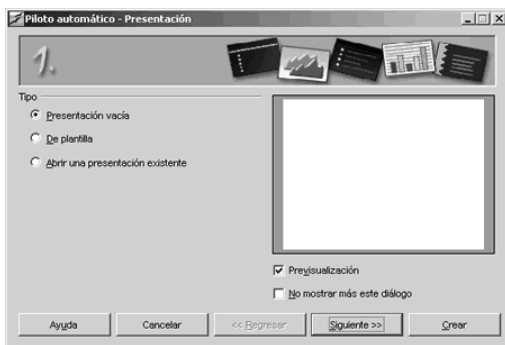 Piloto automático - Presentación
1.
Tipo
Presentación vacía
De plantilla
Abrir una presentación existente
Previsualización
No mostrar más este diálogo
Ayuda
Cancelar
<< Regresar
Siguiente >>
Crear